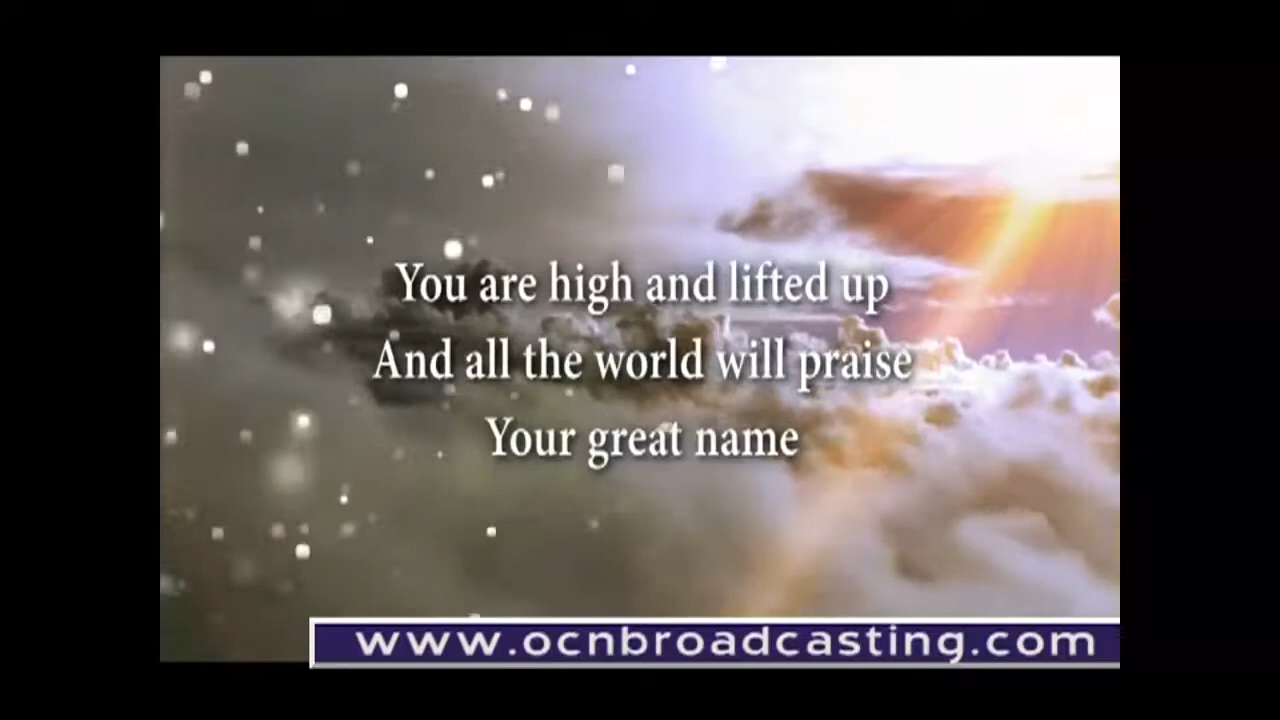 You are high and lifted up
And all the world will praise
Your great name
www.ocnbroadcasting.com